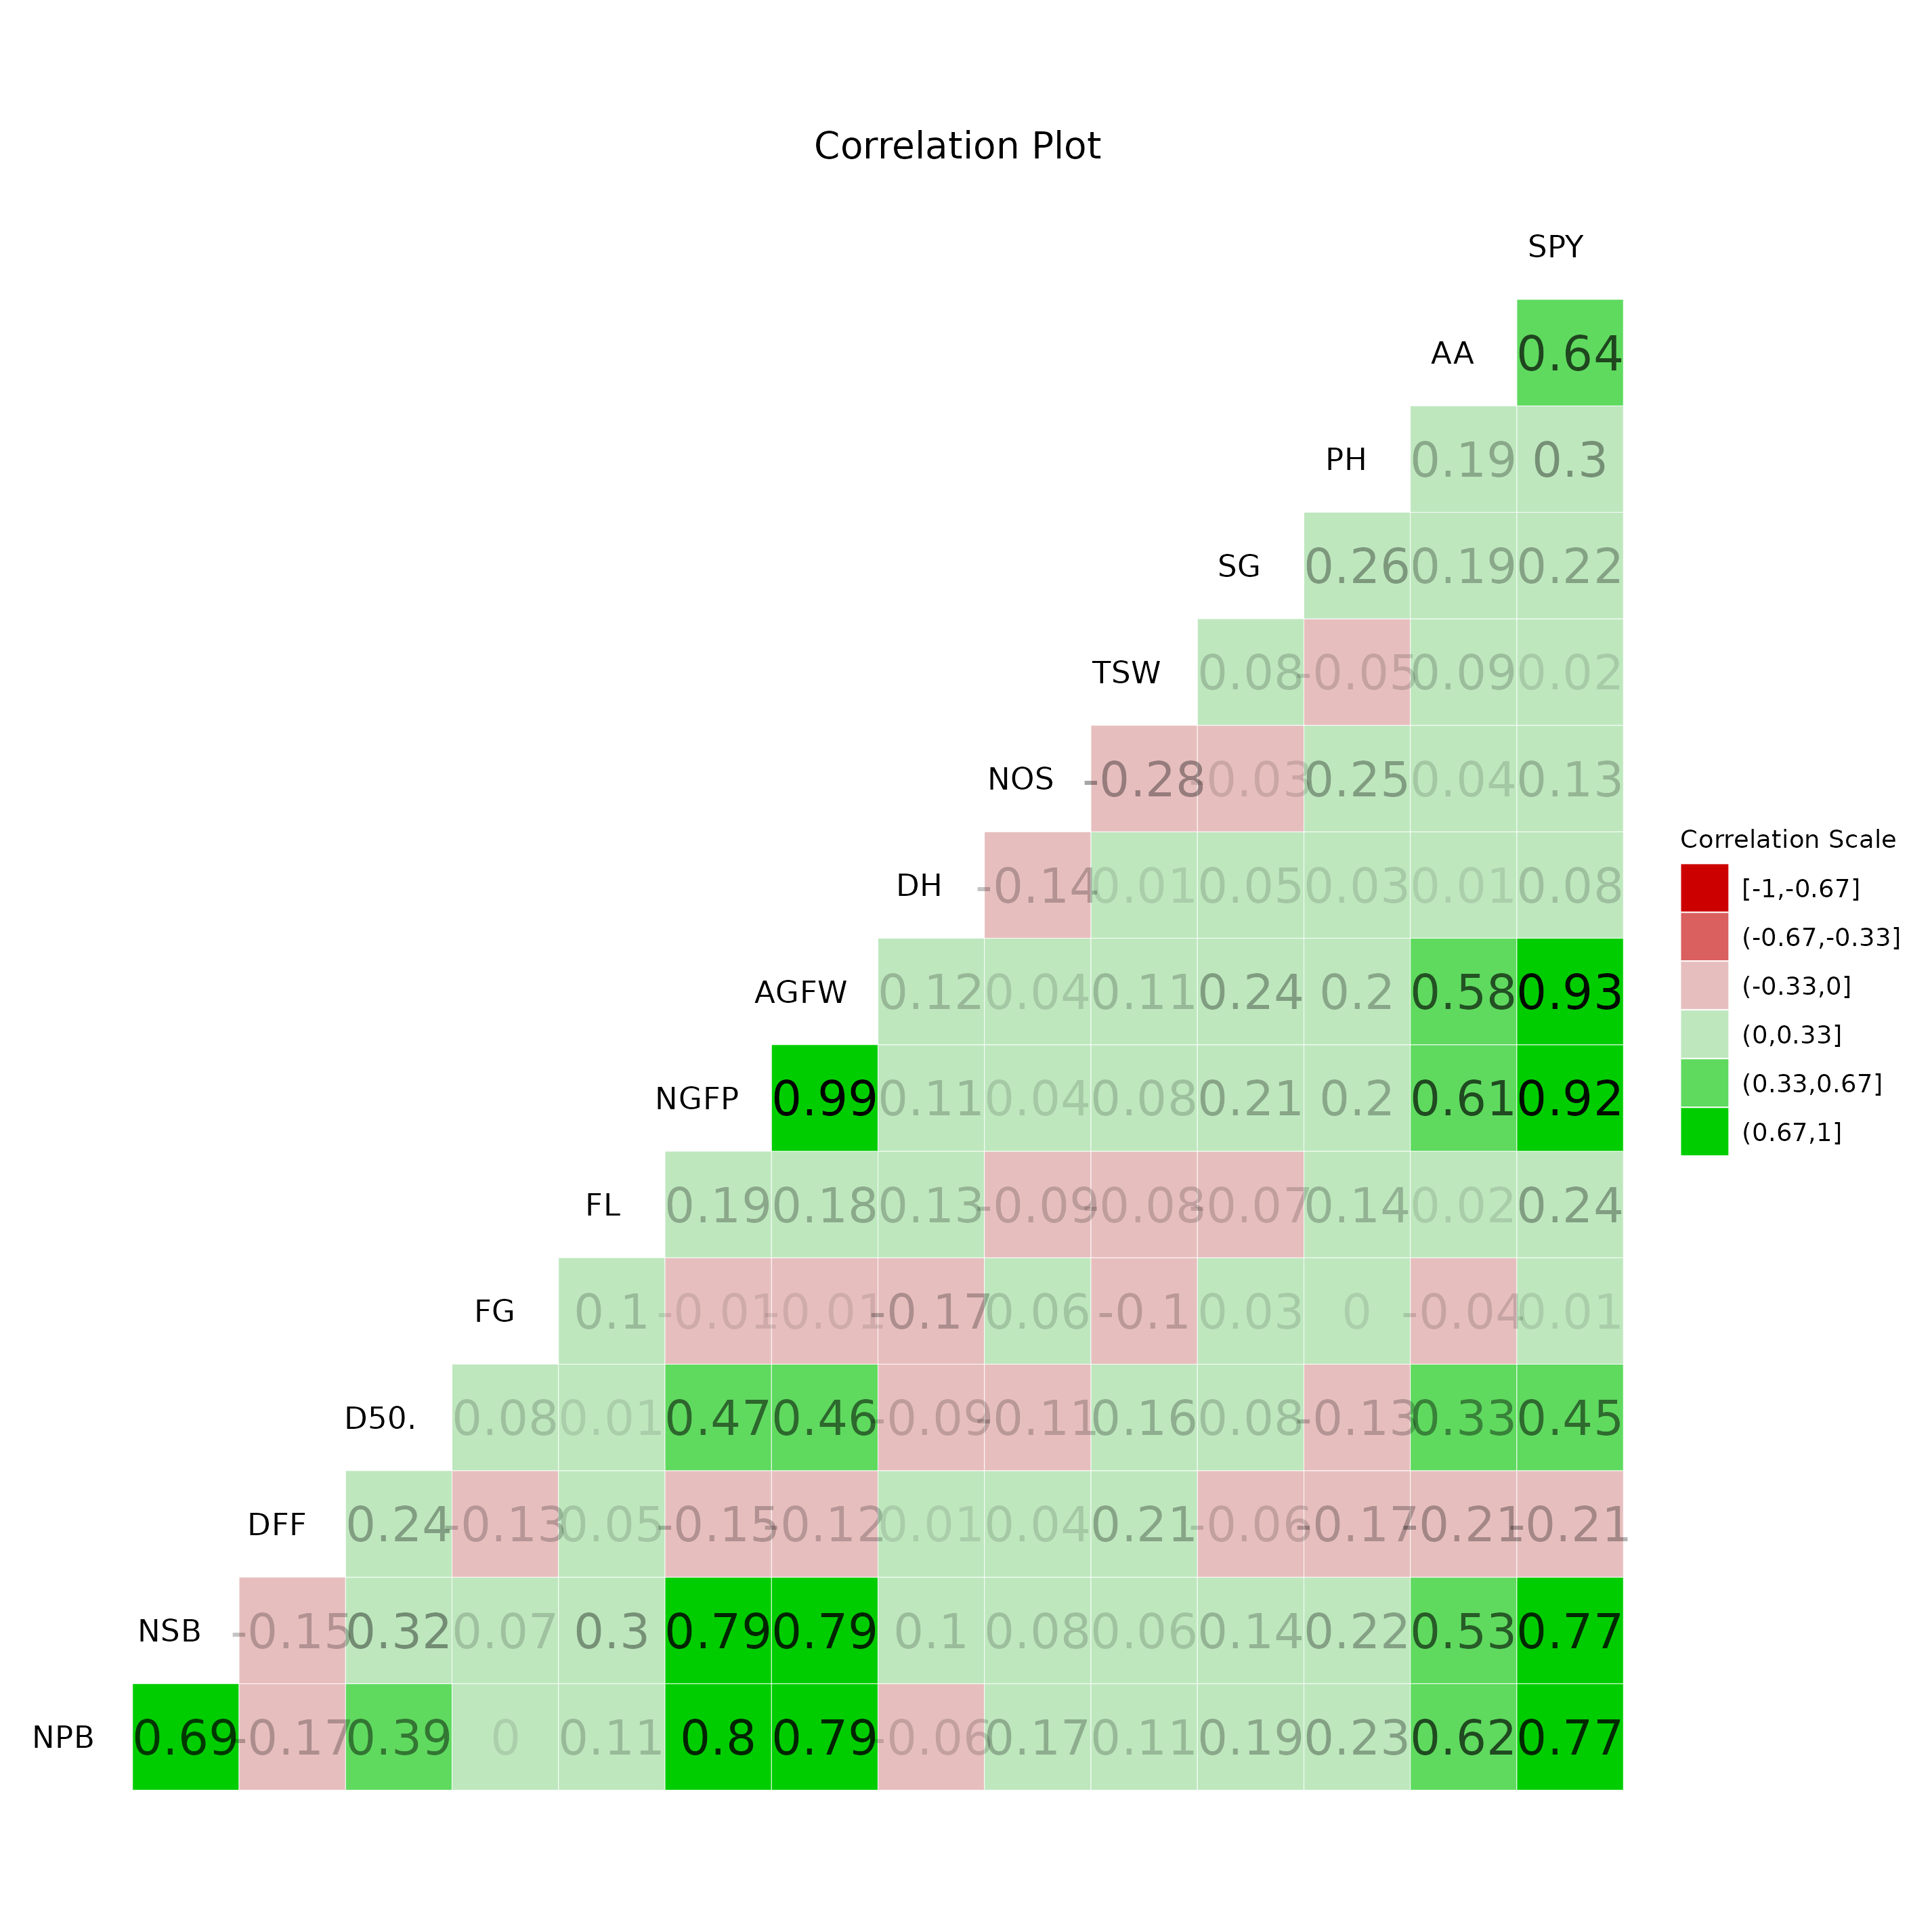 Correlation Plot
SPY
AA 0.64
PH 0.19 0.3
SG 0.26 0.19 0.22
TSW 0.08 -0.05 0.09 0.02
NOS -0.28 -0.03 0.25 0.04 0.13
DH -0.14 0.01 0.05 0.03 0.01 0.08
Correlation Scale
[-1,-0.67]
(-0.67,-0.33]
(-0.33,0]
(0,0.33]
(0.33,0.67]
(0.67,1]
AGFW 0.12 0.04 0.11 0.24 0.2 0.58 0.93
NGFP 0.99 0.11 0.04 0.08 0.21 0.2 0.61 0.92
FL 0.19 0.18 0.13 -0.09 -0.08 -0.07 0.14 0.02 0.24
FG 0.1 -0.01 -0.01 -0.17 0.06 -0.1 0.03 0 -0.04 0.01
D50. 0.08 0.01 0.47 0.46 -0.09 -0.11 0.16 0.08 -0.13 0.33 0.45
DFF 0.24 -0.13 0.05 -0.15 -0.12 0.01 0.04 0.21 -0.06 -0.17 -0.21 -0.21
NSB -0.15 0.32 0.07 0.3 0.79 0.79 0.1 0.08 0.06 0.14 0.22 0.53 0.77
NPB 0.69 -0.17 0.39 0 0.11 0.8 0.79 -0.06 0.17 0.11 0.19 0.23 0.62 0.77